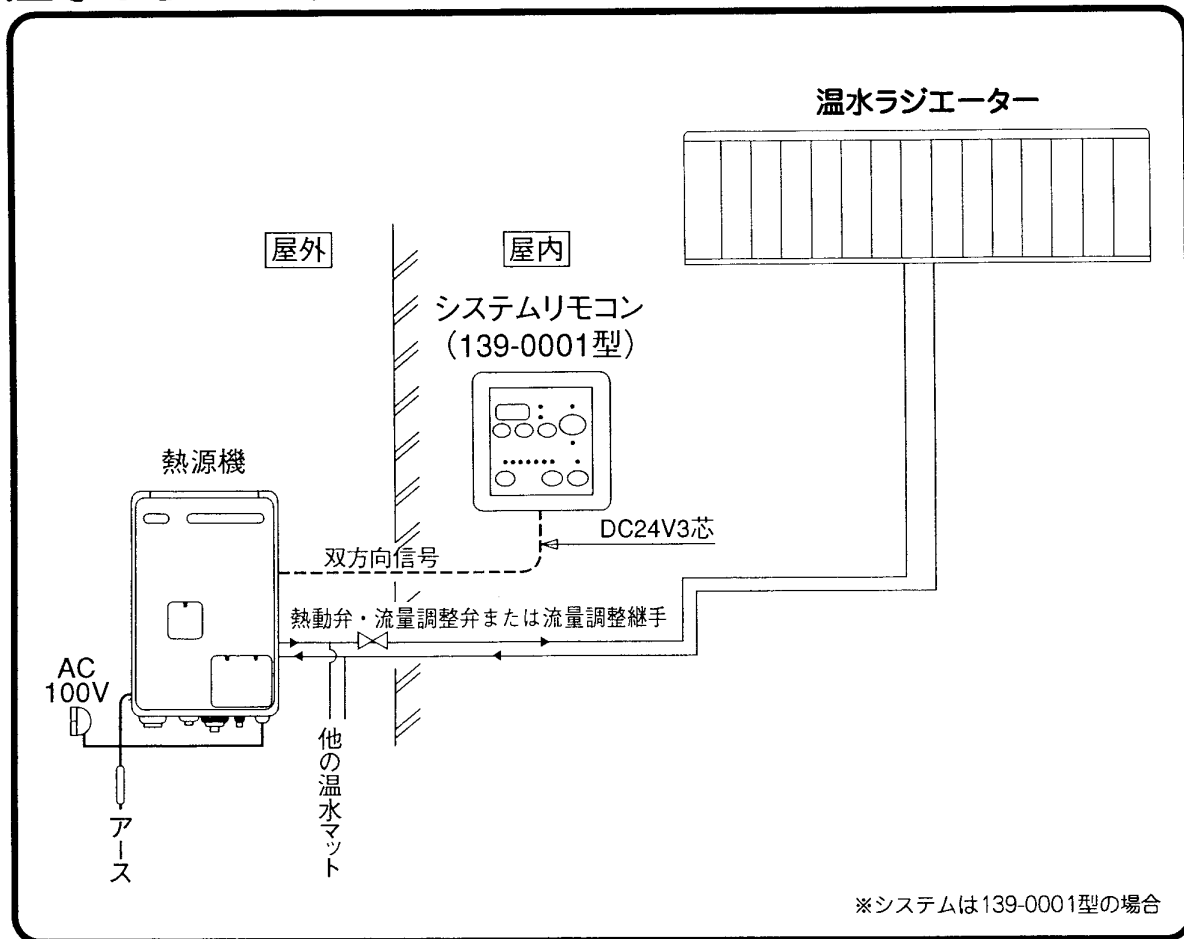 温水ラジエーター
屋外
屋内
システムリモコン
（139-0001型）
熱源機
DC24V3芯
双方向信号
熱動弁・流量調整弁または流量調整継手
AC
100V
他の温水マット
アース
※システムは139-0001型の場合